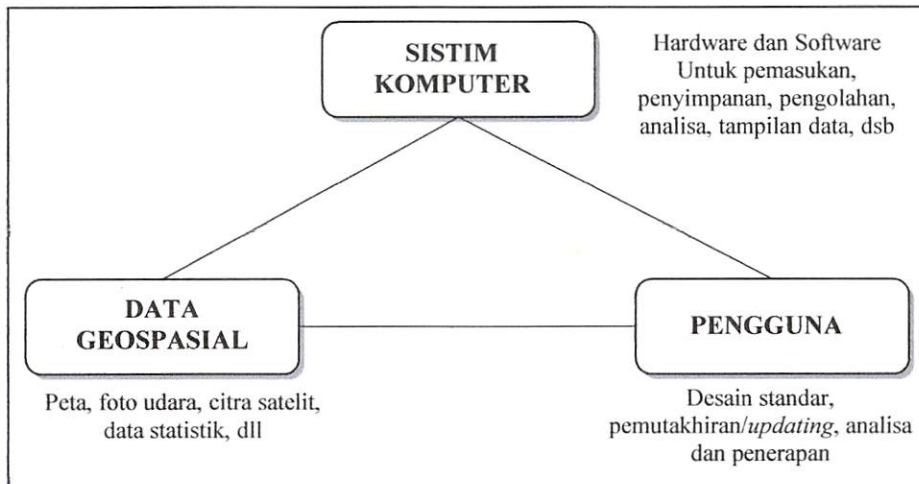 SISTIM
KOMPUTER
Hardware dan Software
Untuk pemasukan,
penyimpanan, pengolahan,
analisa, tampilan data, dsb
DATA
GEOSPASIAL
Peta, foto udara, citra satelit,
data statistik, dll
PENGGUNA
Desain standar,
pemutakhiran/updating, analisa
dan penerapan